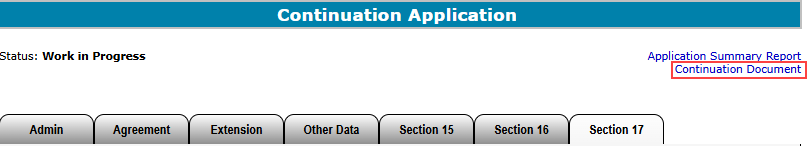 Continuation Application
Status: Work in Progress
Application Summary Report
Continuation Document
Admin
Agreement
Extension
Other Data
Section 15
Section 16
Section 17